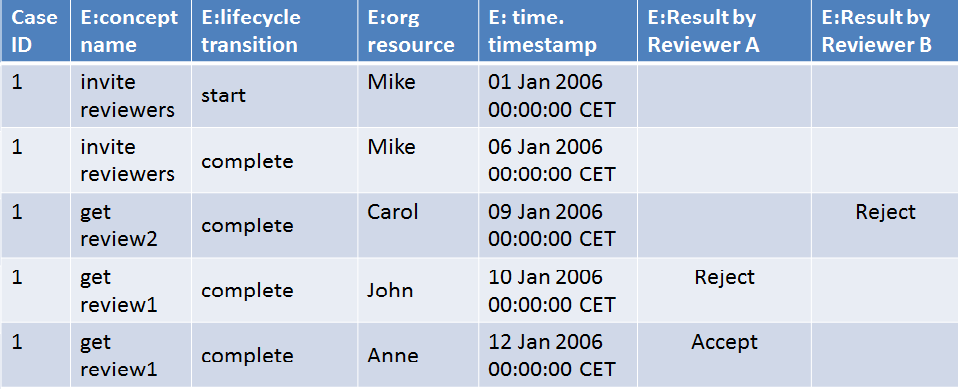 Case ID E:concept name E:lifecycle transition E:org resource E: time. timestamp E:Result by Reviewer A E:Result by Reviewer B
1 invite reviewers start Mike 01 Jan 2006 00:00:00 CET
1 invite reviewers complete Mike 06 Jan 2006 00:00:00 CET
1 get review2 complete Carol 09 Jan 2006 00:00:00 CET Reject
1 get review1 complete John 10 Jan 2006 00:00:00 CET Reject
1 get review1 complete Anne 12 Jan 2006 00:00:00 CET Accept